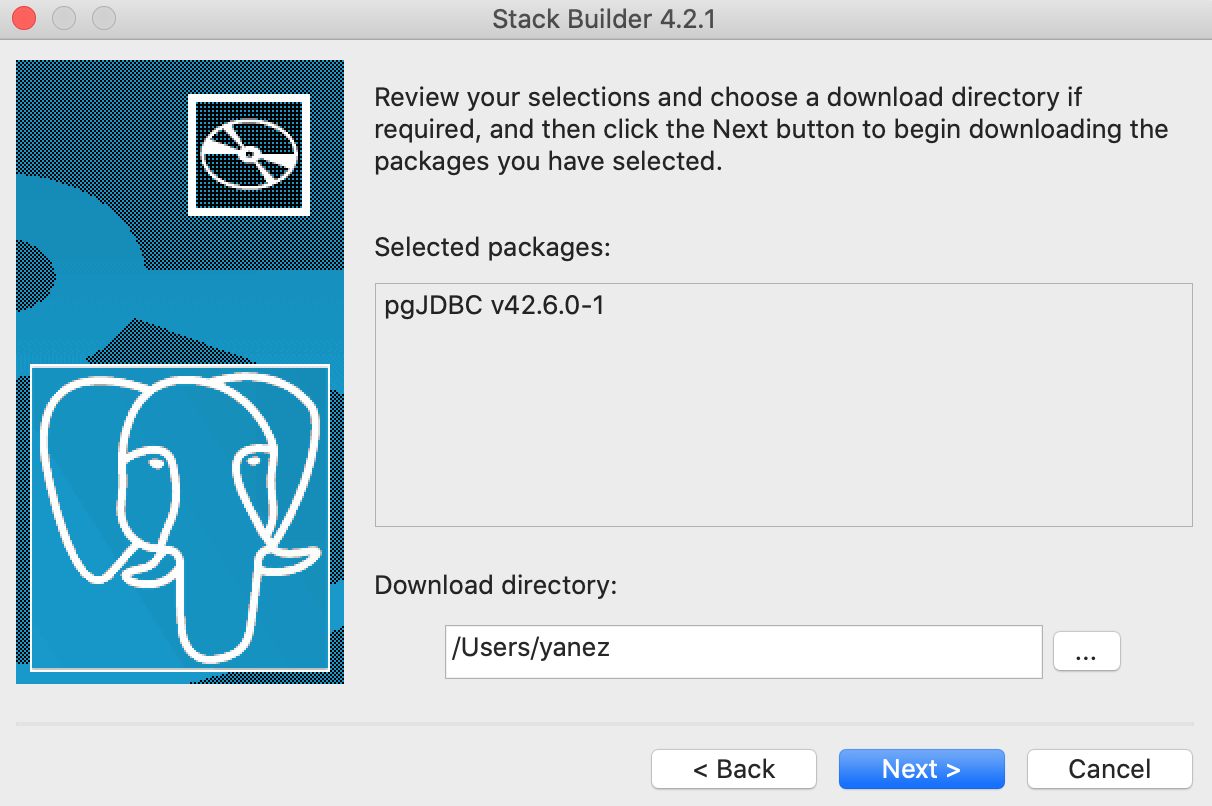 Stack Builder 4.2.1
Review your selections and choose a download directory if
required, and then click the Next button to begin downloading the
packages you have selected.
Selected packages:
pgJDBC v42.6.0-1
Download directory:
/Users/yanez
...
< Back
Next >
Cancel